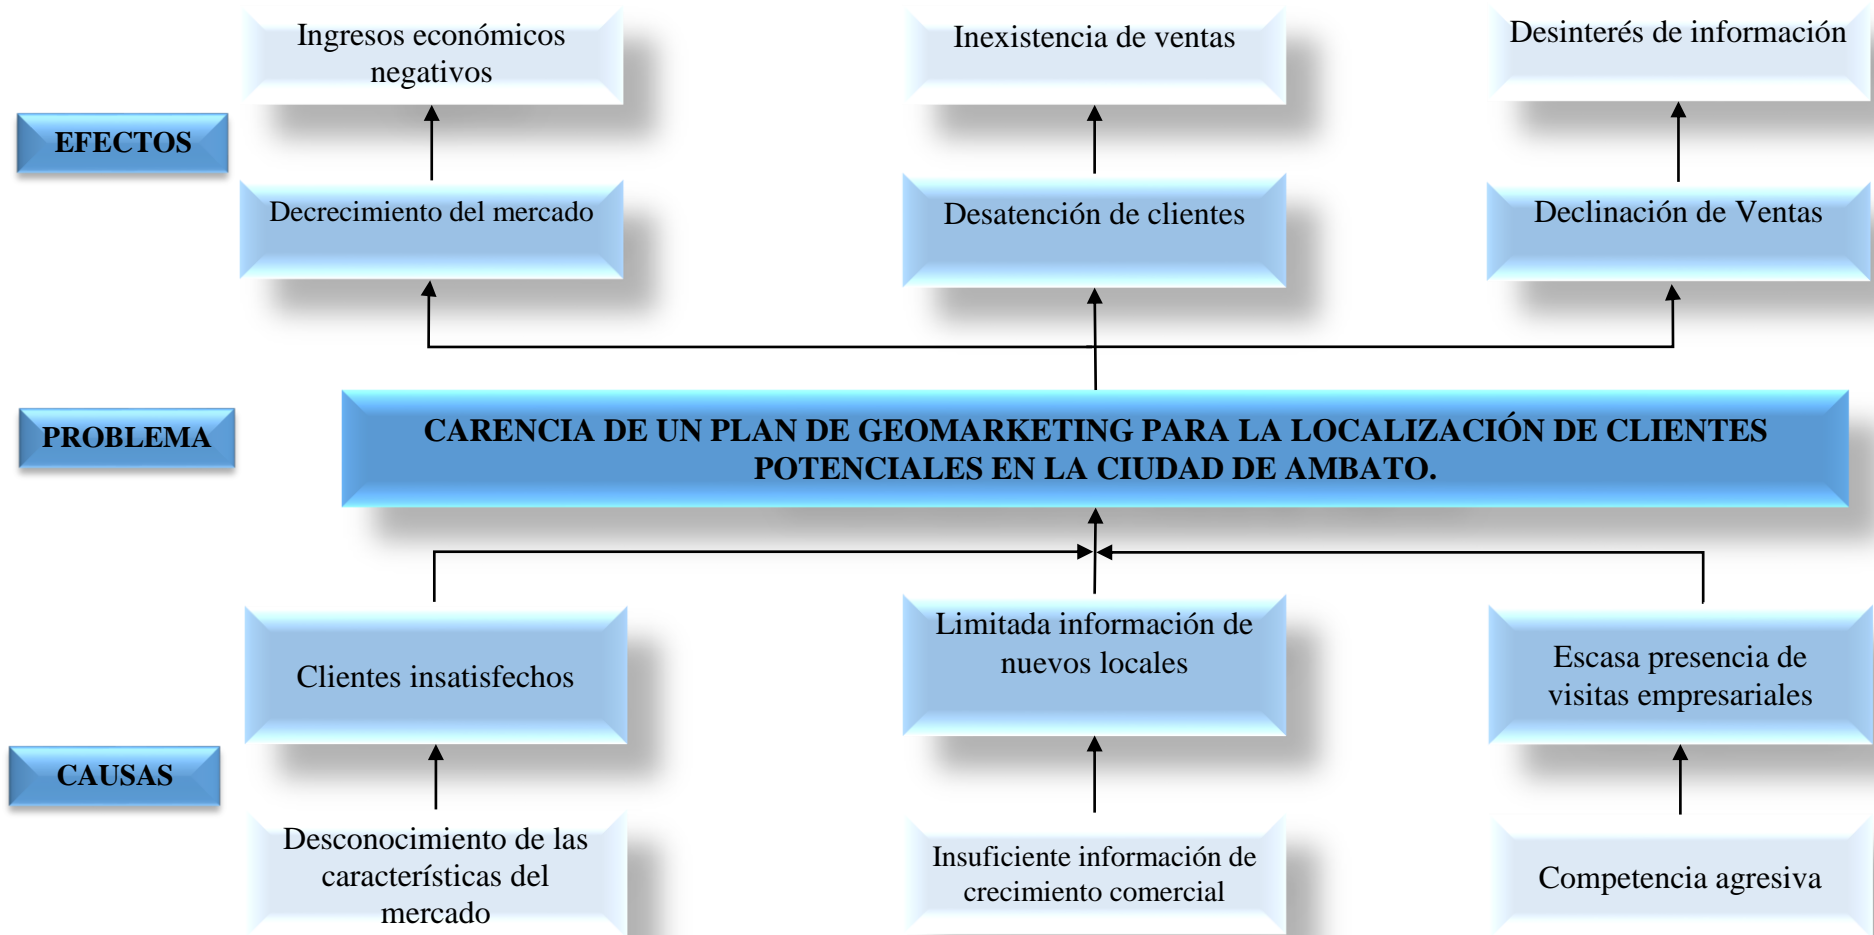 Ingresos económicos
negativos
Inexistencia de ventas
Desinterés de información
EFECTOS
Decrecimiento del mercado
Desatención de clientes
Declinación de Ventas
PROBLEMA
CARENCIA DE UN PLAN DE GEOMARKETING PARA LA LOCALIZACIÓN DE CLIENTES
POTENCIALES EN LA CIUDAD DE AMBATO.
Clientes insatisfechos
Limitada información de
nuevos locales
Escasa presencia de
visitas empresariales
CAUSAS
Desconocimiento de las
características del
mercado
Insuficiente información de
crecimiento comercial
Competencia agresiva